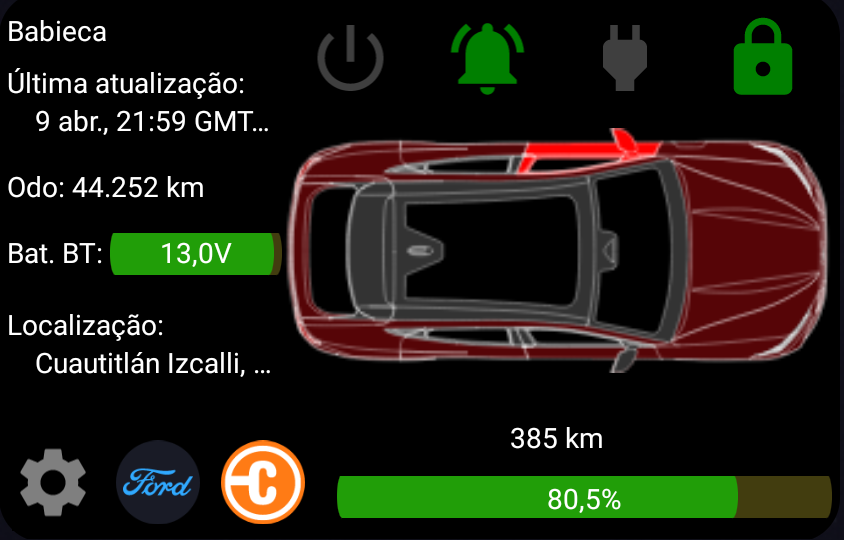 Babieca
Última atualização:
9 abr., 21:59 GMT...
Odo: 44.252 km
Bat. BT: 13,0V
Localização:
Cuautitlán Izcalli, ...
385 km
Ford
C
80,5%